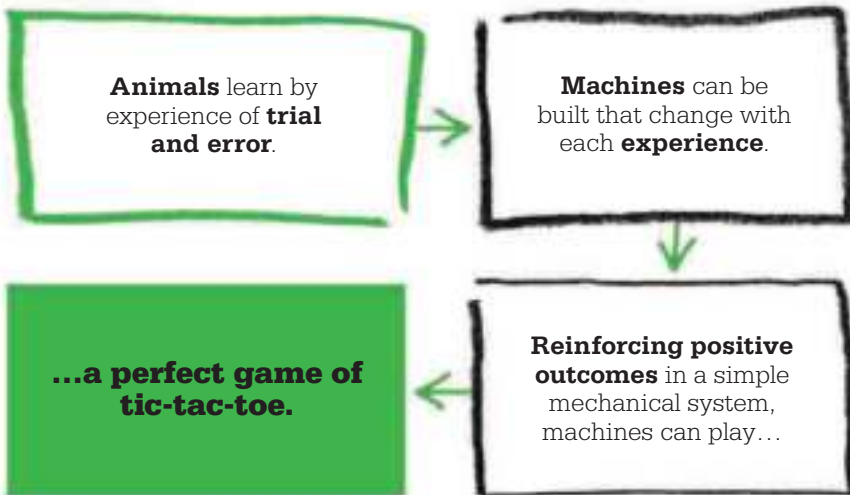 Animals learn by
experience of trial
and error.
Machines can be
built that change with
each experience.
Reinforcing positive
outcomes in a simple
mechanical system,
machines can play…
...a perfect game of
tic-tac-toe.